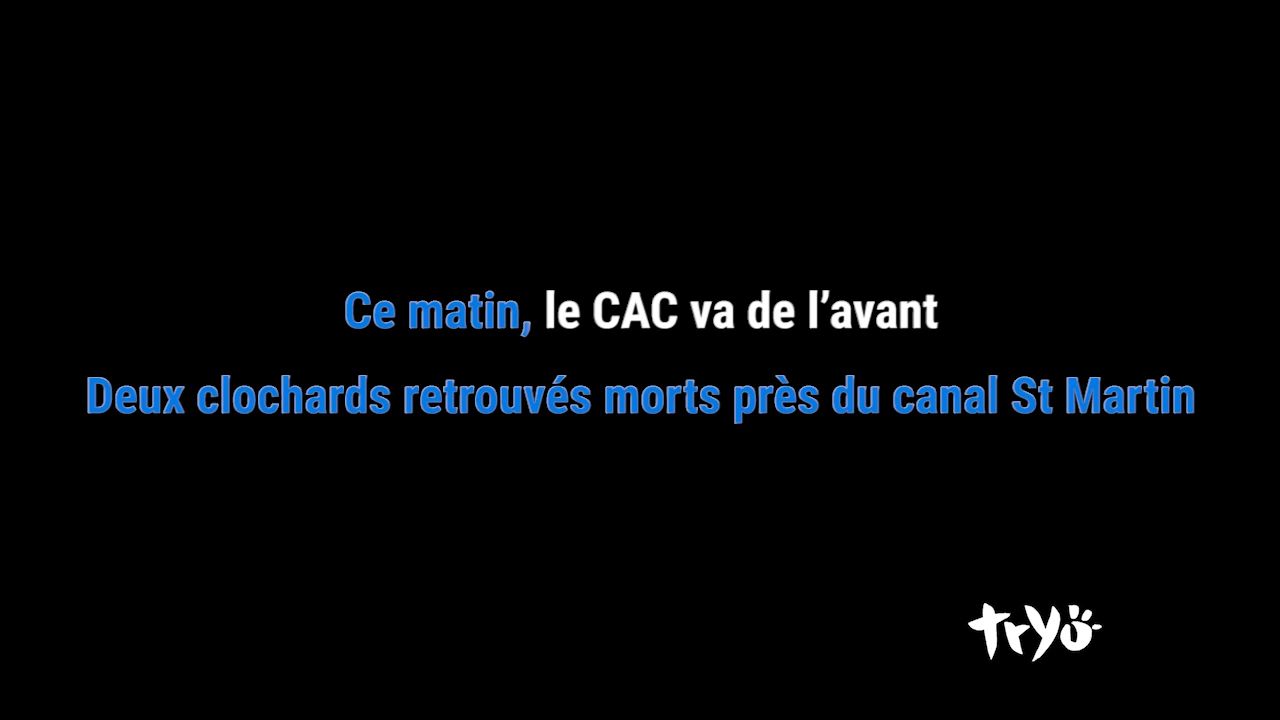 Ce matin, le CAC va de l’avant
Deux clochards retrouvés morts près du canal St Martin
tryo